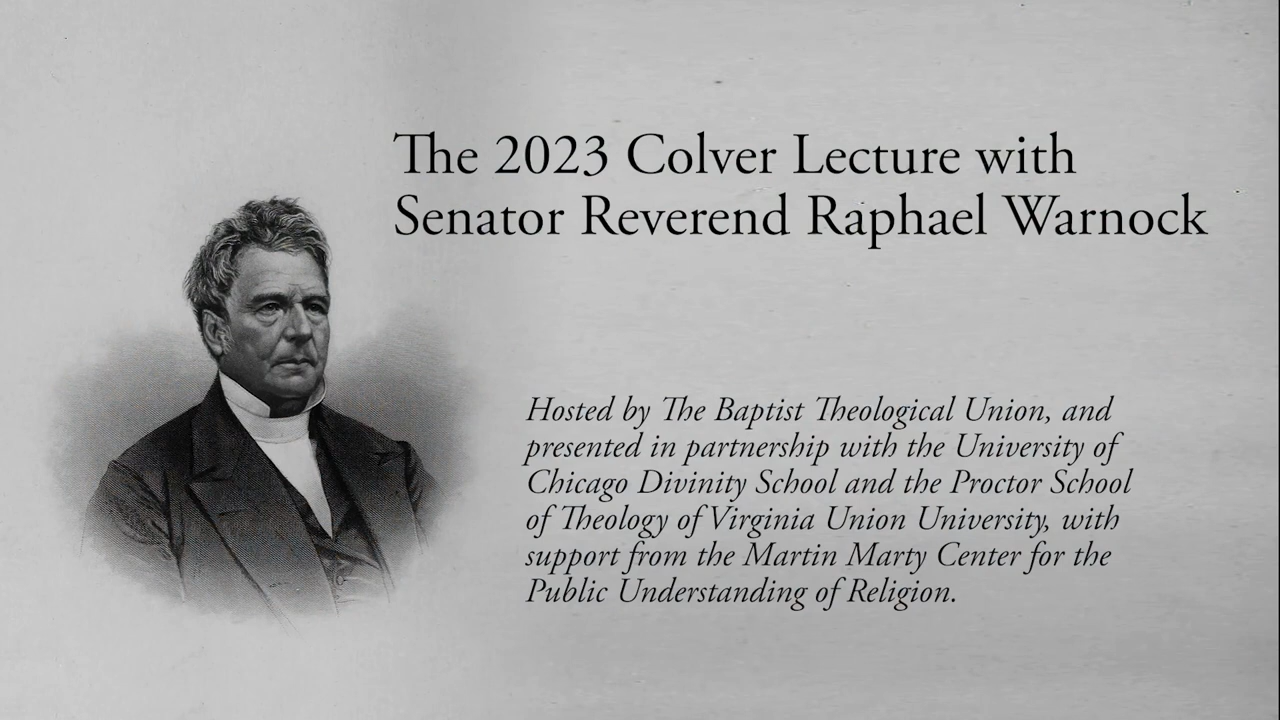 The 2023 Colver Lecture with
Senator Reverend Raphael Warnock
Hosted by The Baptist Theological Union, and
presented in partnership with the University of
Chicago Divinity School and the Proctor School
of Theology of Virginia Union University, with
support from the Martin Marty Center for the
Public Understanding of Religion.